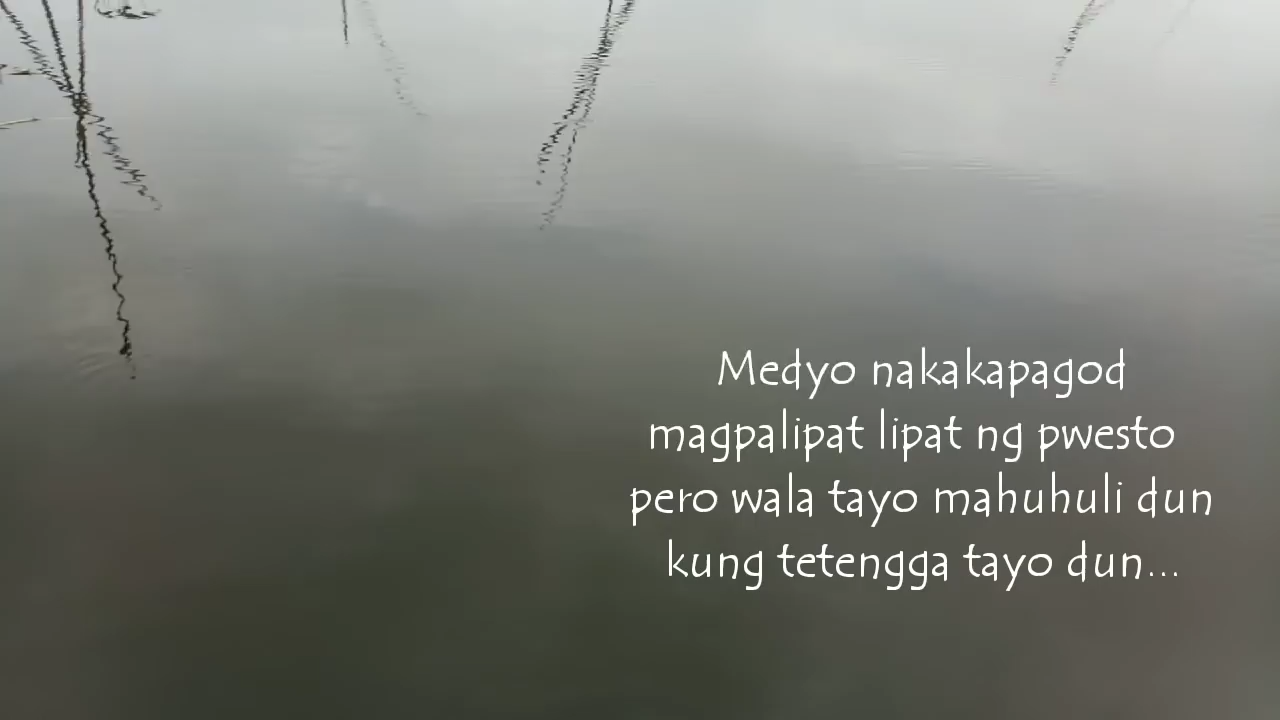 Medyo nakakapagod
magpalipat lipat ng pwesto
pero wala tayo mahuhuli dun
kung tetengga tayo dun...